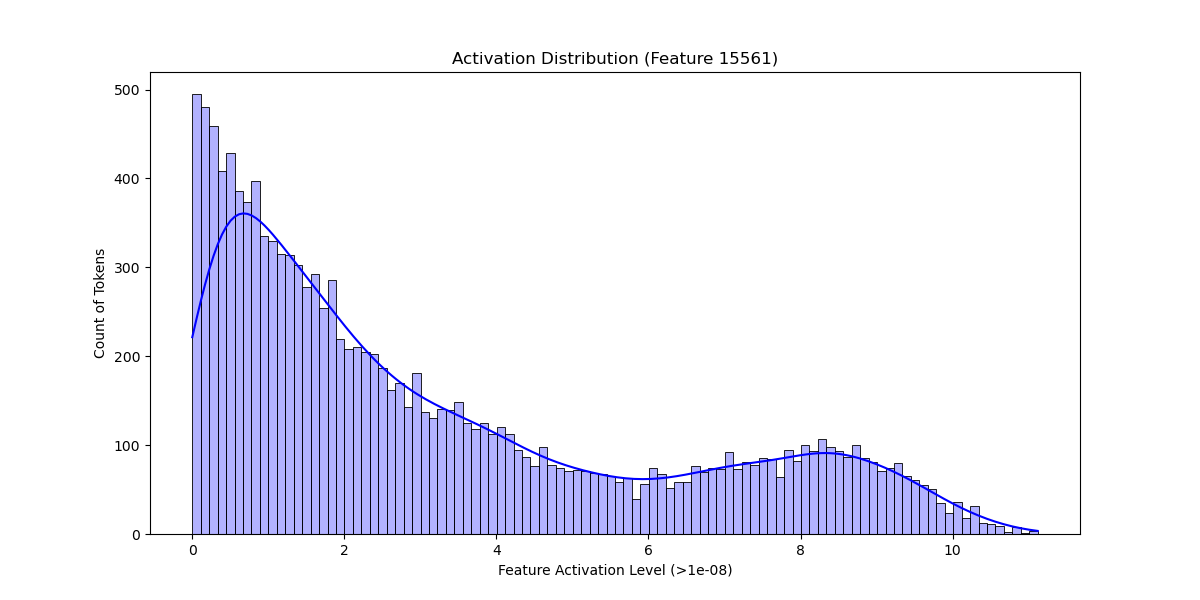 Activation Distribution (Feature 15561)
500
400
300
200
100
0
Count of Tokens
0 2 4 6 8 10
Feature Activation Level (>1e-08)